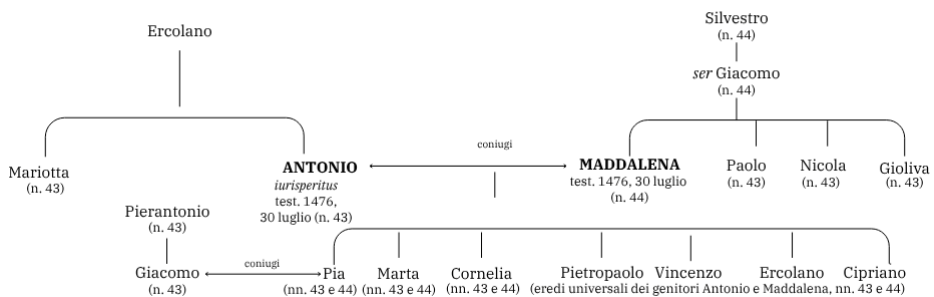 Silvestro
(n. 44)
Ercolano
ser Giacomo
(n. 44)
coniugi
Mariotta
(n. 43)
ANTONIO
iurisperitus
test. 1476,
30 luglio (n. 43)
MADDALENA
test. 1476, 30 luglio
(n. 44)
Paolo
(n. 43)
Nicola
(n. 43)
Gioliva
(n. 43)
Pierantonio
(n. 43)
coniugi
Giacomo
(n. 43)
Pia
(nn. 43 e 44)
Marta
(nn. 43 e 44)
Cornelia
(nn. 43 e 44)
Pietropaolo Vincenzo Ercolano Cipriano
(eredi universali dei genitori Antonio e Maddalena, nn. 43 e 44)